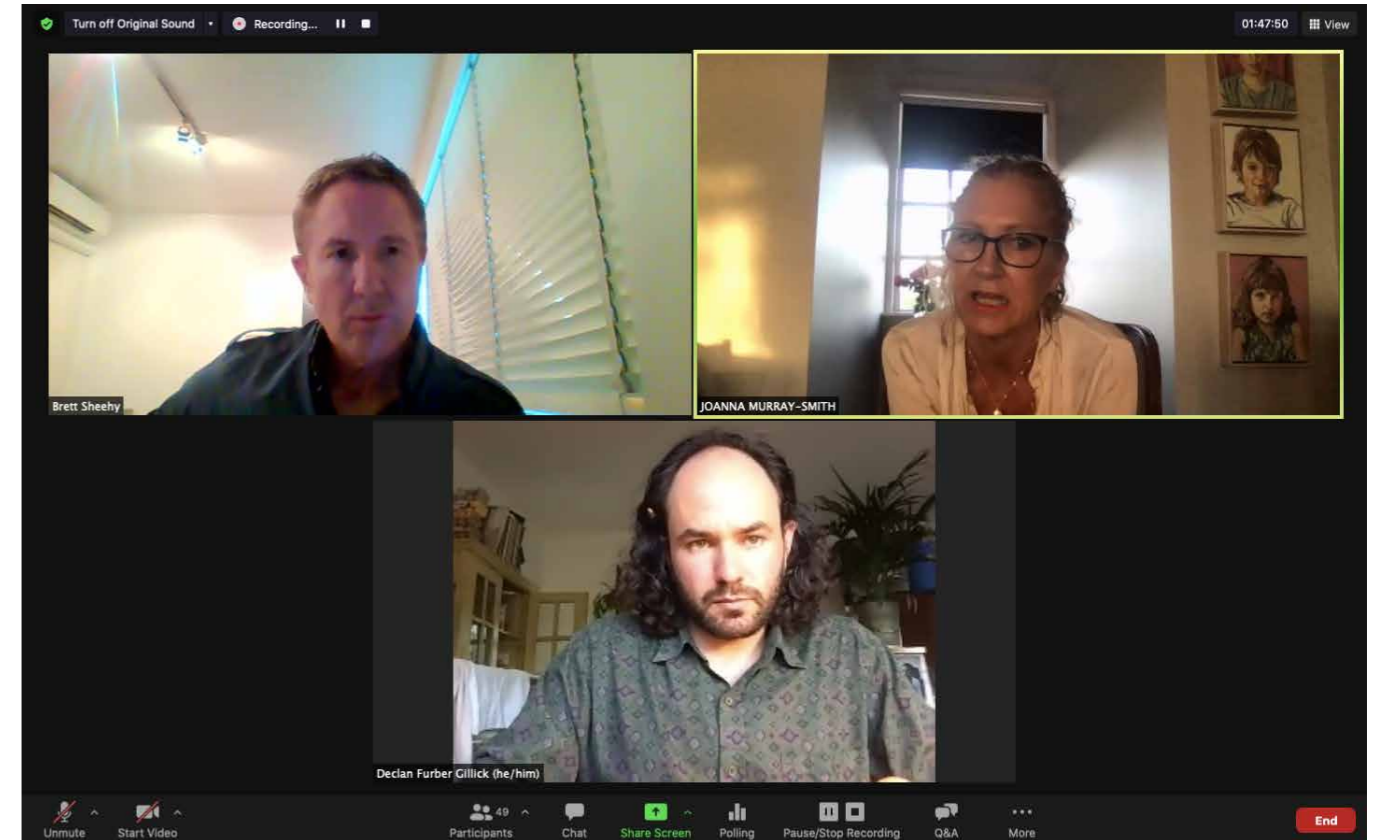 Turn off Original Sound
Recording...
01:47:50
View
Brett Sheehy
JOANNA MURRAY-SMITH
Declan Furber Gillick (he/him)
Unmute
Start Video
49
Participants
Chat
Share Screen
Polling
Pause/Stop Recording
Q&A
More
End